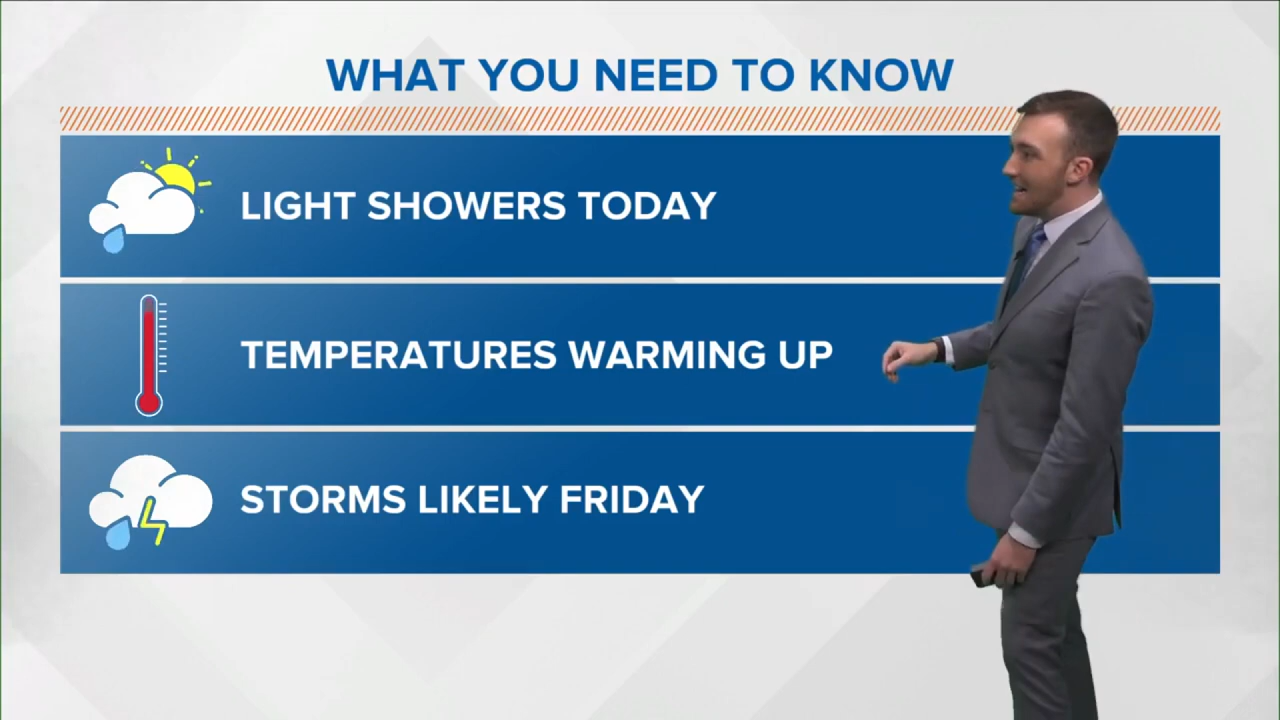 WHAT YOU NEED TO KNOW
LIGHT SHOWERS TODAY
TEMPERATURES WARMING UP
STORMS LIKELY FRIDAY